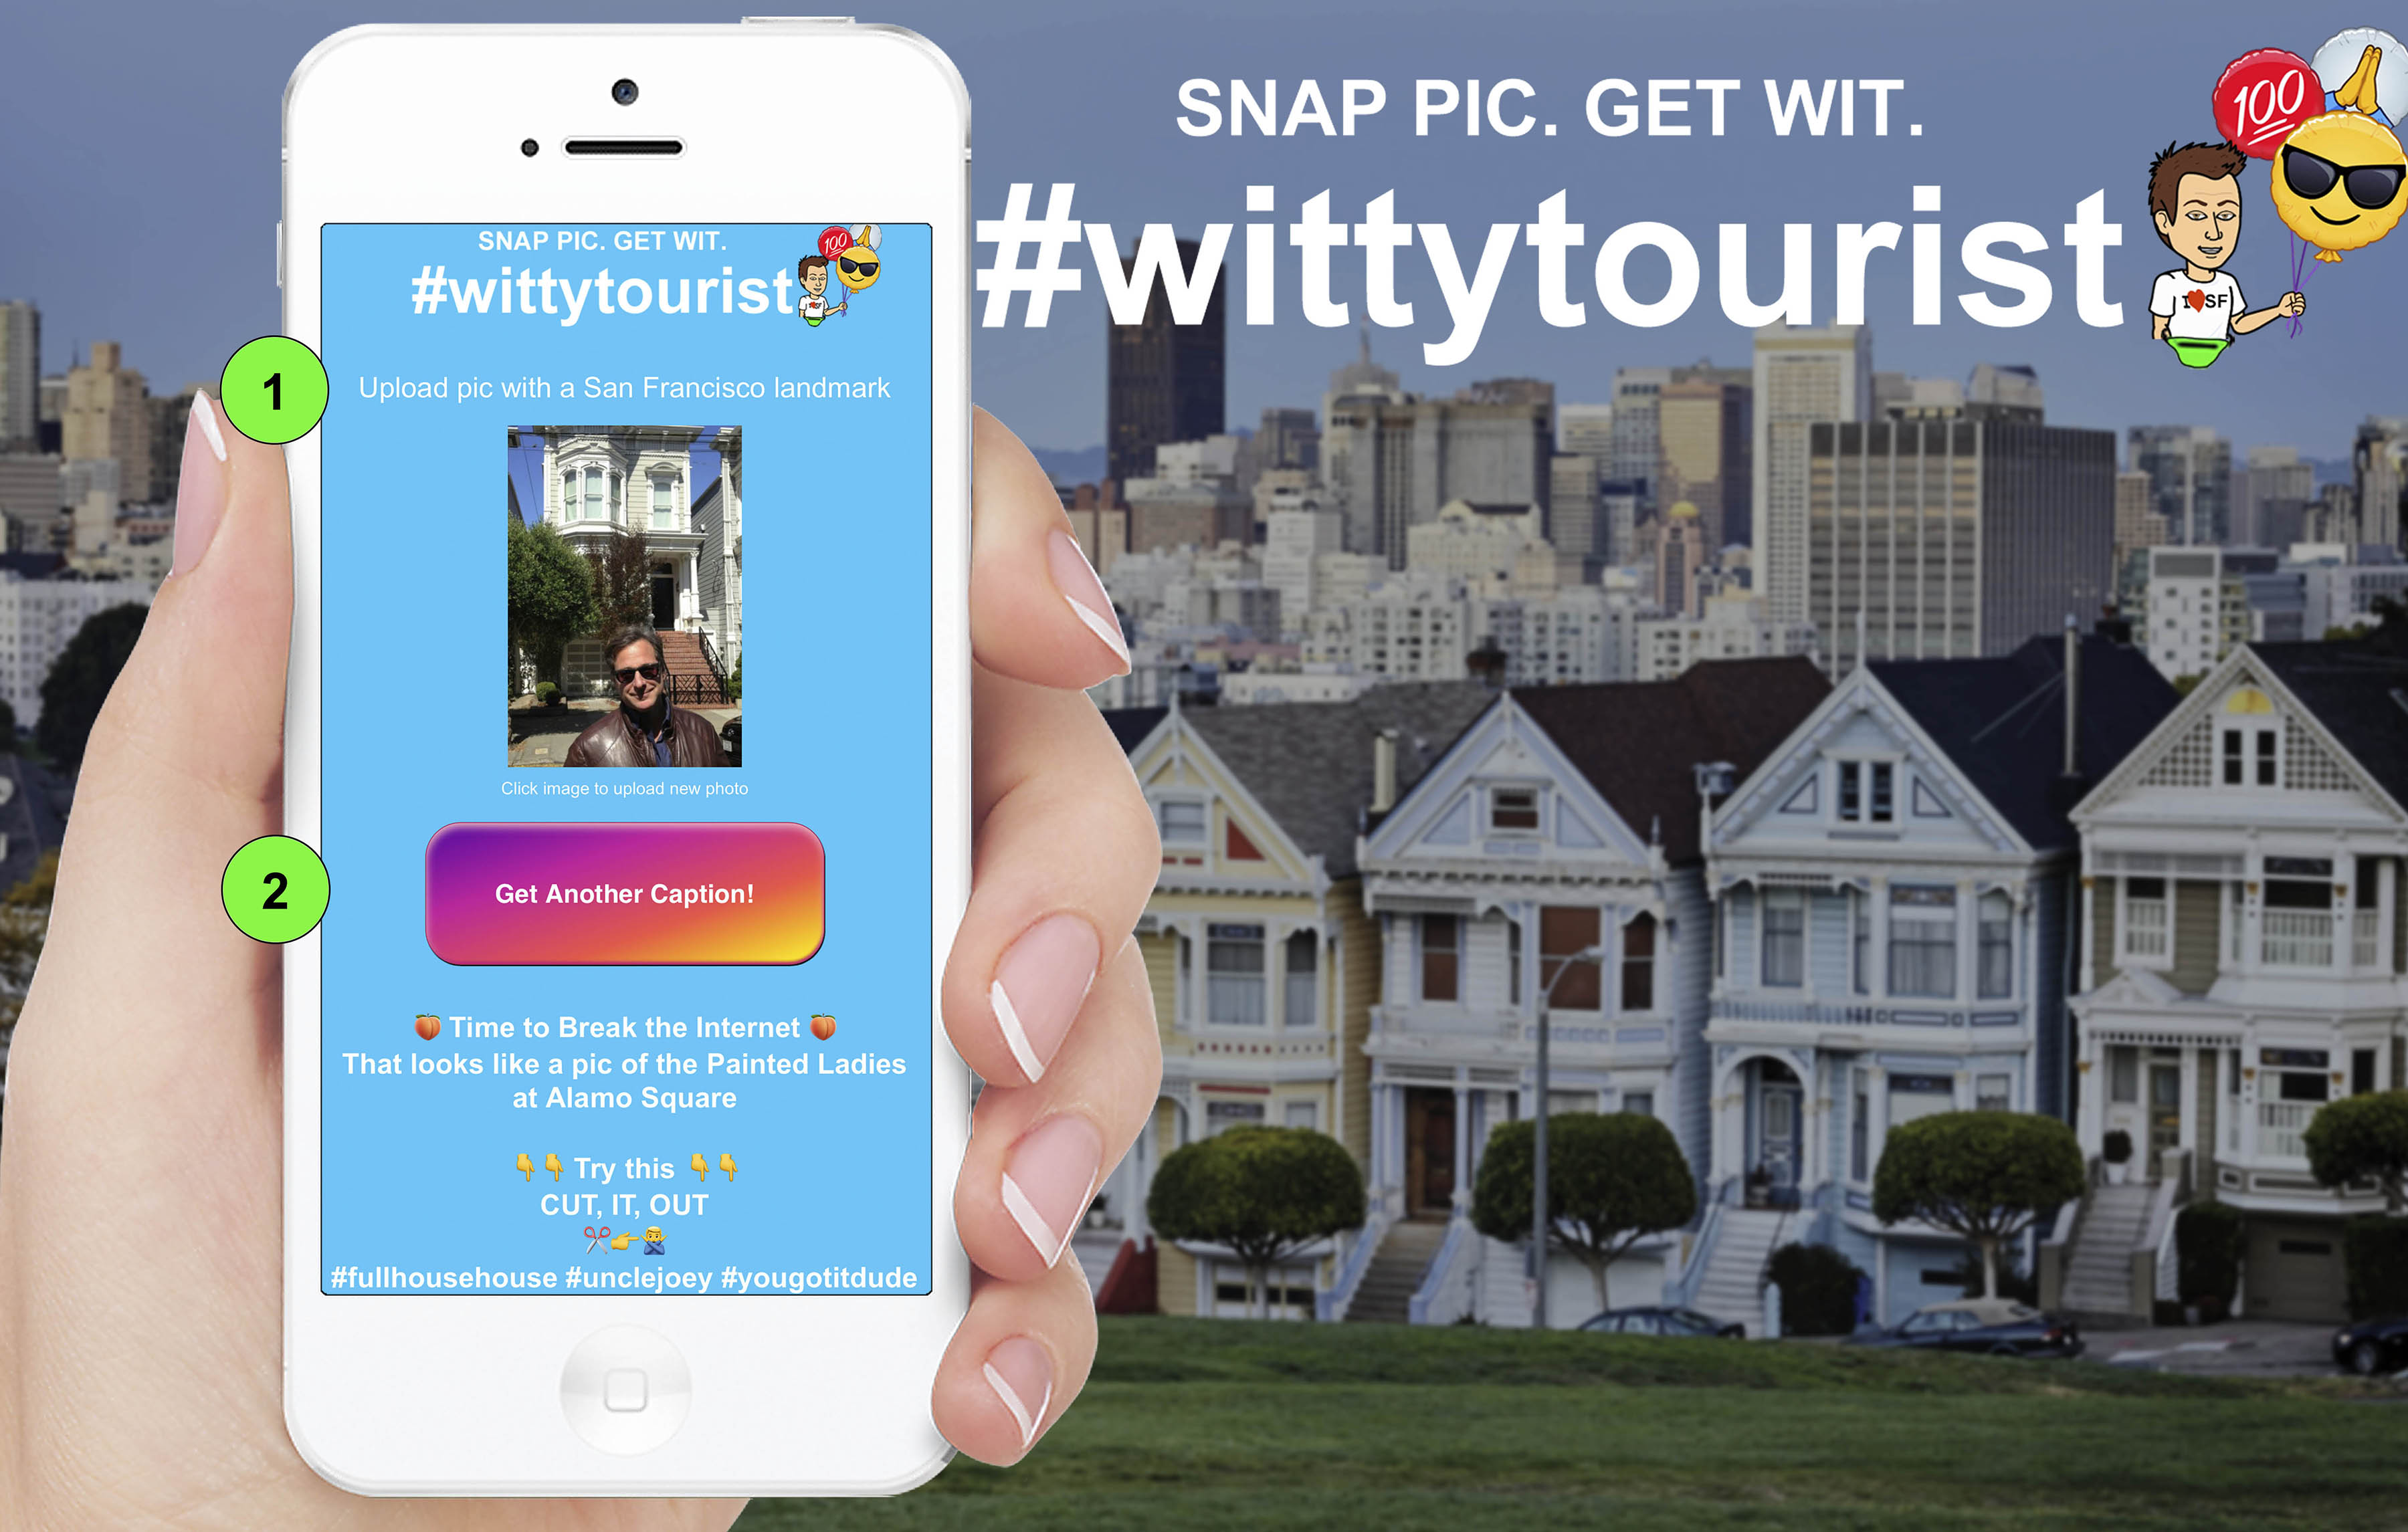 SNAP PIC. GET WIT.
#wittytourist
100
I ❤ SF
SNAP PIC. GET WIT.
#wittytourist
100
1
Upload pic with a San Francisco landmark
Click image to upload new photo
2
Get Another Caption!
🍑 Time to Break the Internet 🍑
That looks like a pic of the Painted Ladies
at Alamo Square
👇👇 Try this 👇👇
CUT, IT, OUT
✂️👉🙅‍♂️
#fullhousehouse #unclejoey #yougotitdude